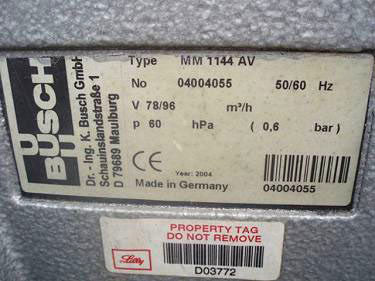 BUSCH
Dr. - Ing. K. Busch GmbH
Schauinslandstraße 1
D 79689 Maulburg
Type MM 1144 AV
No 04004055 50/60 Hz
V 78/96 m³/h
p 60 hPa ( 0,6 bar)
CE
Year: 2004
Made in Germany
04004055
PROPERTY TAG
DO NOT REMOVE
Lilly
D03772